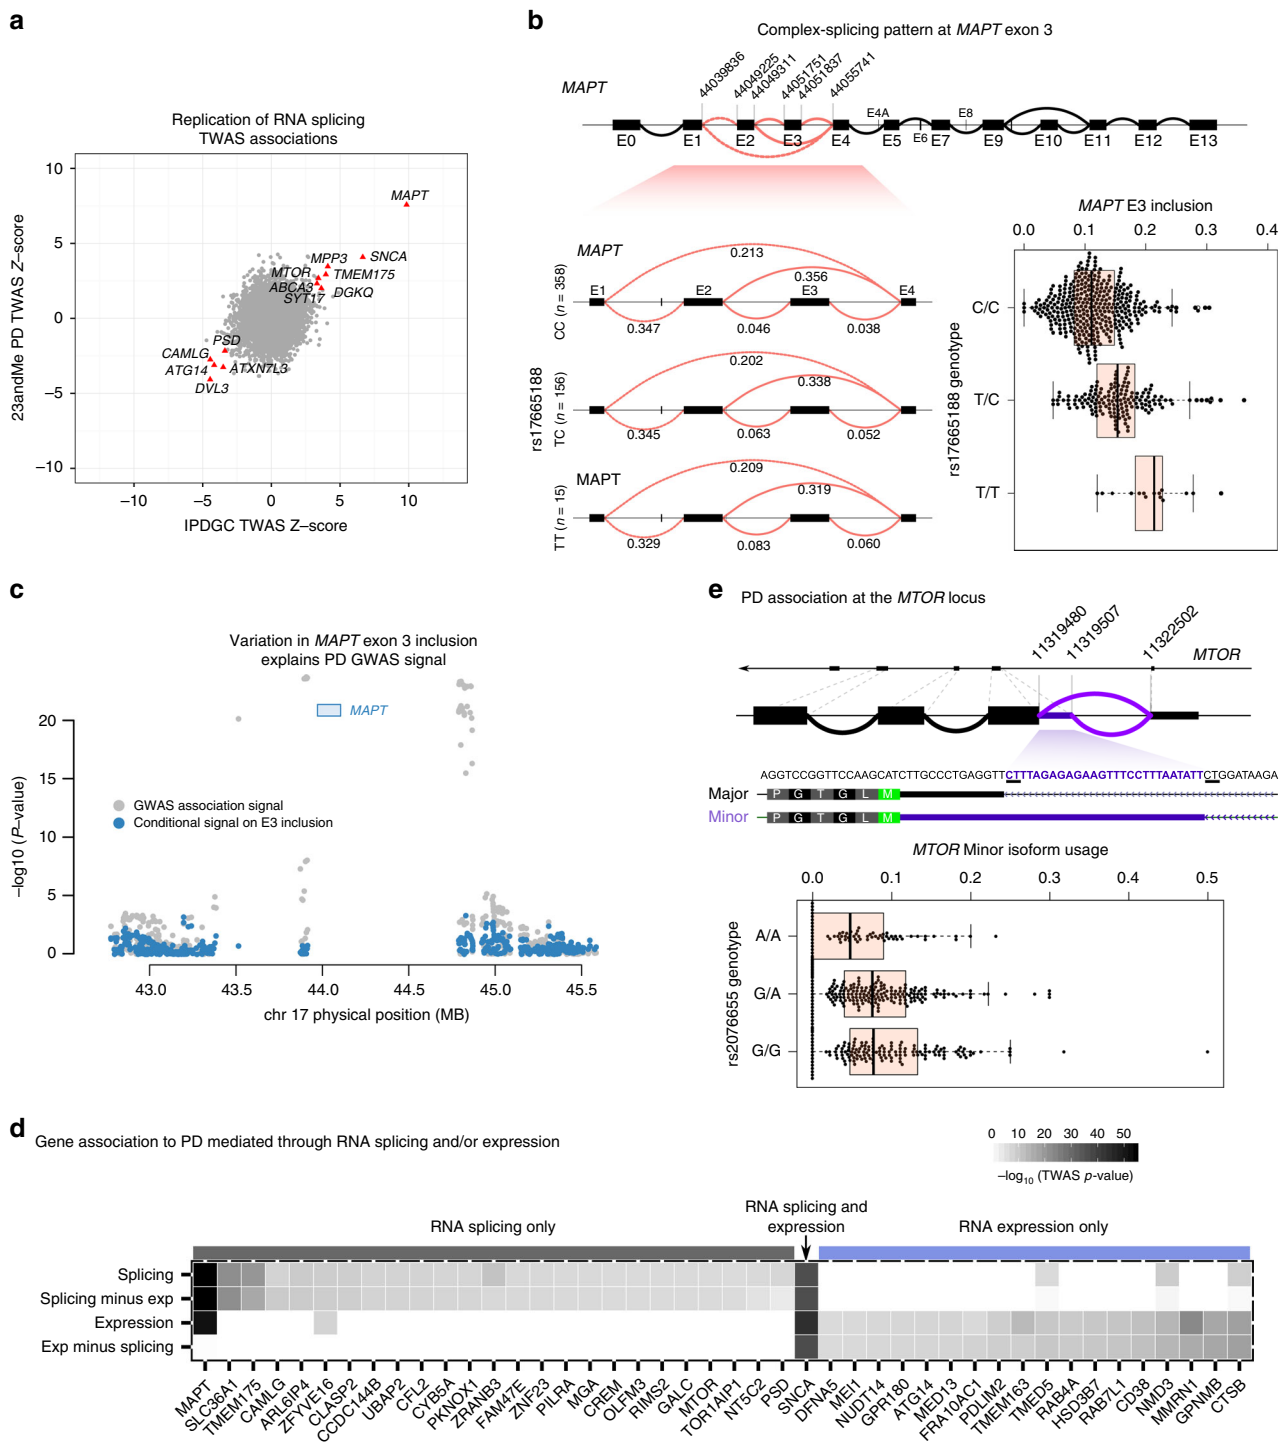 a
Replication of RNA splicing
TWAS associations
23andMe PD TWAS Z–score
10
5
0
−5
−10
MAPT
SNCA
MPP3
MTOR
TMEM175
ABCA3
DGKQ
SYT17
PSD
CAMLG
ATG14
ATXN7L3
DVL3
−10
−5
0
5
10
IPDGC TWAS Z–score
b
Complex-splicing pattern at MAPT exon 3
MAPT
44039836
44049225
44049311
44051751
44051837
44055741
E0
E1
E2
E3
E4
E4A
E5
E6
E7
E8
E9
E10
E11
E12
E13
rs17665188
CC (n = 358)
MAPT
0.213
0.356
E1
E2
E3
E4
0.347
0.046
0.038
TC (n = 156)
0.202
0.338
0.345
0.063
0.052
TT (n = 15)
MAPT
0.209
0.319
0.329
0.083
0.060
MAPT E3 inclusion
0.0
0.1
0.2
0.3
0.4
rs17665188 genotype
C/C
T/C
T/T
c
Variation in MAPT exon 3 inclusion
explains PD GWAS signal
MAPT
−log10 (P-value)
20
15
10
5
0
GWAS association signal
Conditional signal on E3 inclusion
43.0
43.5
44.0
44.5
45.0
45.5
chr 17 physical position (MB)
e
PD association at the MTOR locus
11319480
11319507
11322502
MTOR
AGGTCCGGTTCCAAGCATCTTGCCCTGAGGTTCTTTAGAGAGAAGTTTCCTTTAATATTCTGGATAAGA
Major
P G T G L M
Minor
P G T G L M
MTOR Minor isoform usage
0.0
0.1
0.2
0.3
0.4
0.5
rs2076655 genotype
A/A
G/A
G/G
d
Gene association to PD mediated through RNA splicing and/or expression
0 10 20 30 40 50
−log10 (TWAS p-value)
RNA splicing only
RNA splicing and
expression
RNA expression only
Splicing
Splicing minus exp
Expression
Exp minus splicing
MAPT
SLC36A1
TMEM175
CAMLG
ARL6IP4
ZFYVE16
CLASP2
CCDC144B
UBAP2
CFL2
CYB5A
PKNOX1
ZRANB3
FAM47E
ZNF23
PILRA
MGA
CREM
OLFM3
RIMS2
GALC
MTOR
TOR1AIP1
NT5C2
PSD
SNCA
DFNA5
MEI1
NUDT14
GPR180
ATG14
MED13
FRA10AC1
PDLIM2
TMEM163
TMED5
RAB4A
HSD3B7
RAB7L1
CD38
NMD3
MMRN1
GPNMB
CTSB